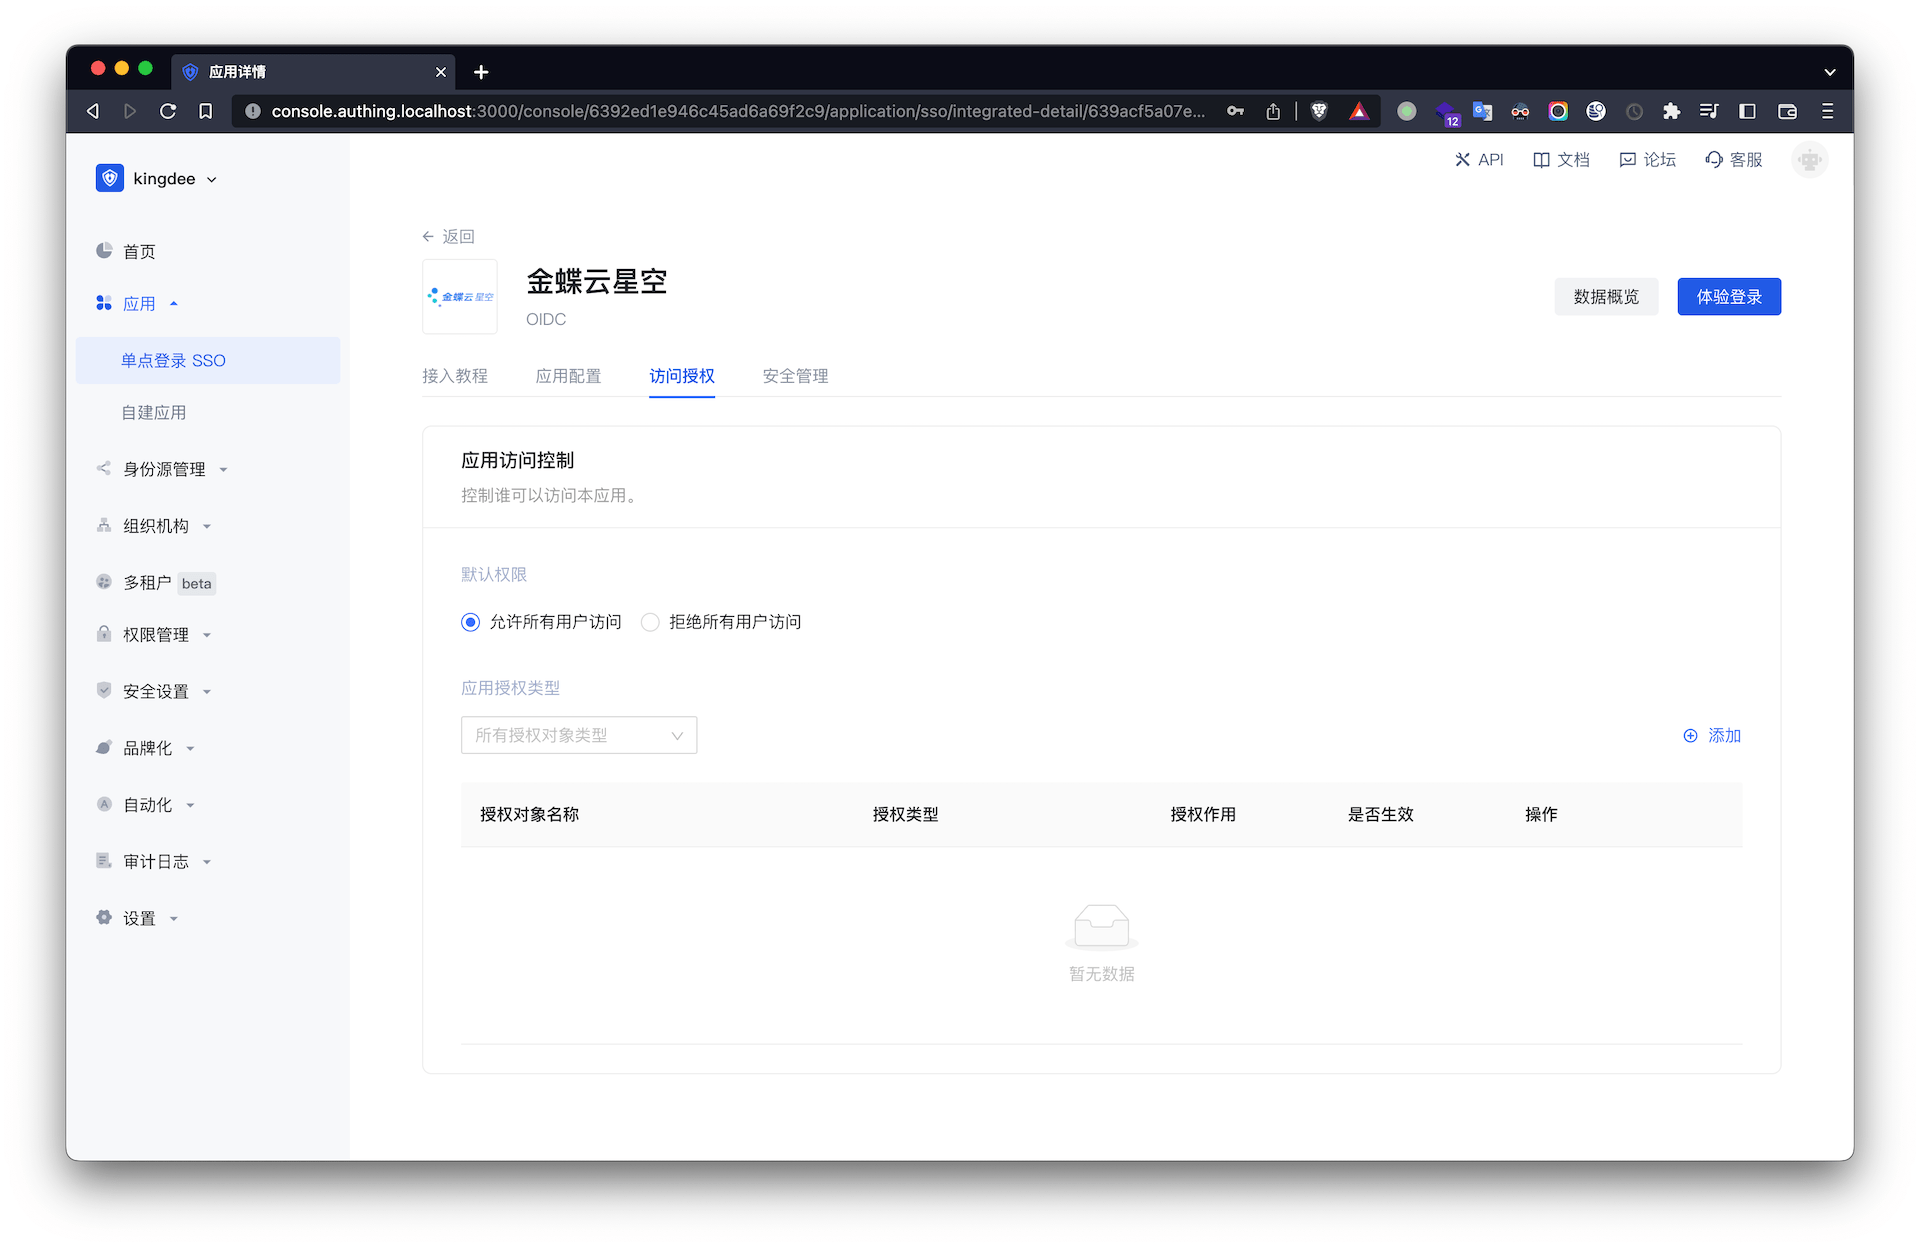 应用详情
console.authing.localhost:3000/console/6392ed1e946c45ad6a69f2c9/application/sso/integrated-detail/639acf5a07e...
12
kingdee
API
文档
论坛
客服
首页
应用
单点登录 SSO
自建应用
身份源管理
组织机构
多租户 beta
权限管理
安全设置
品牌化
自动化
审计日志
设置
返回
金蝶云星空
金蝶云星空
OIDC
数据概览
体验登录
接入教程
应用配置
访问授权
安全管理
应用访问控制
控制谁可以访问本应用。
默认权限
允许所有用户访问
拒绝所有用户访问
应用授权类型
所有授权对象类型
添加
授权对象名称
授权类型
授权作用
是否生效
操作
暂无数据